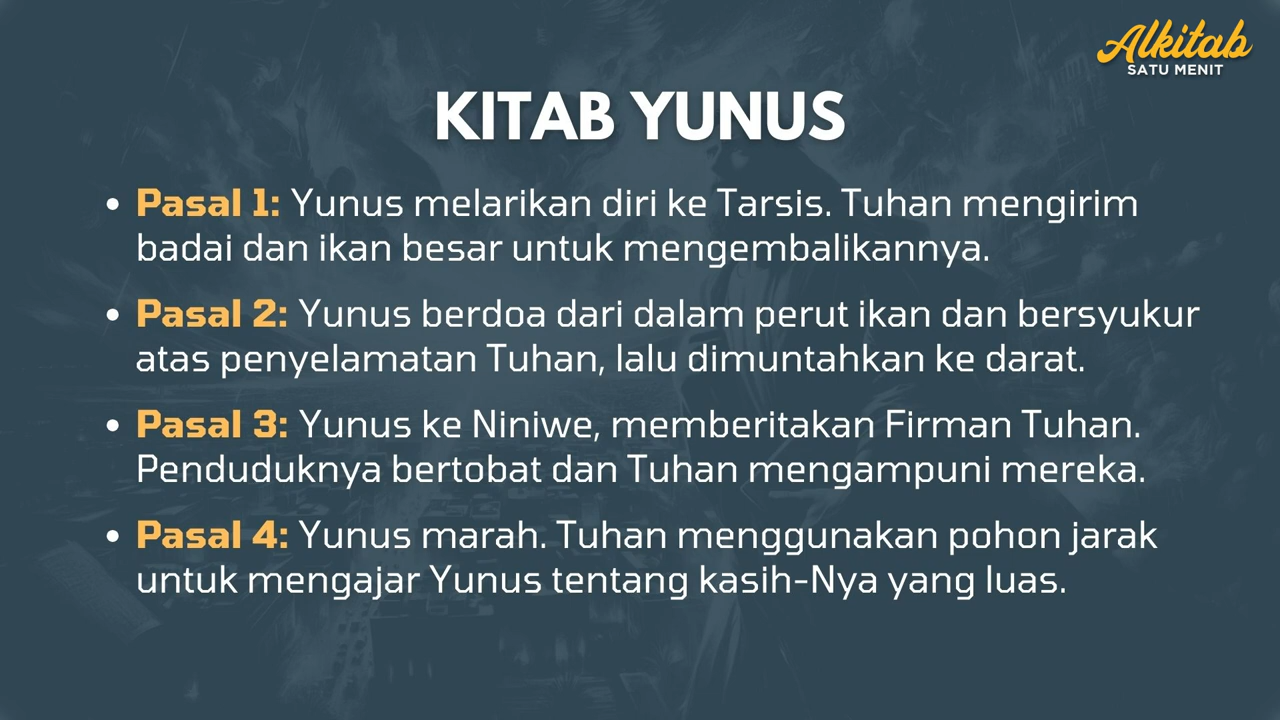 Alkitab
SATU MENIT
KITAB YUNUS
• Pasal 1: Yunus melarikan diri ke Tarsis. Tuhan mengirim
badai dan ikan besar untuk mengembalikannya.
• Pasal 2: Yunus berdoa dari dalam perut ikan dan bersyukur
atas penyelamatan Tuhan, lalu dimuntahkan ke darat.
• Pasal 3: Yunus ke Niniwe, memberitakan Firman Tuhan.
Penduduknya bertobat dan Tuhan mengampuni mereka.
• Pasal 4: Yunus marah. Tuhan menggunakan pohon jarak
untuk mengajar Yunus tentang kasih-Nya yang luas.